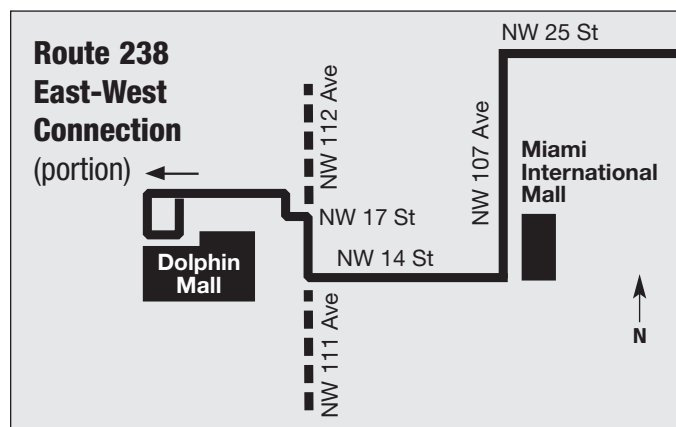 Route 238
East-West
Connection
(portion)
NW 25 St
NW 112 Ave
NW 107 Ave
Miami
International
Mall
NW 17 St
NW 14 St
Dolphin
Mall
NW 111 Ave
N